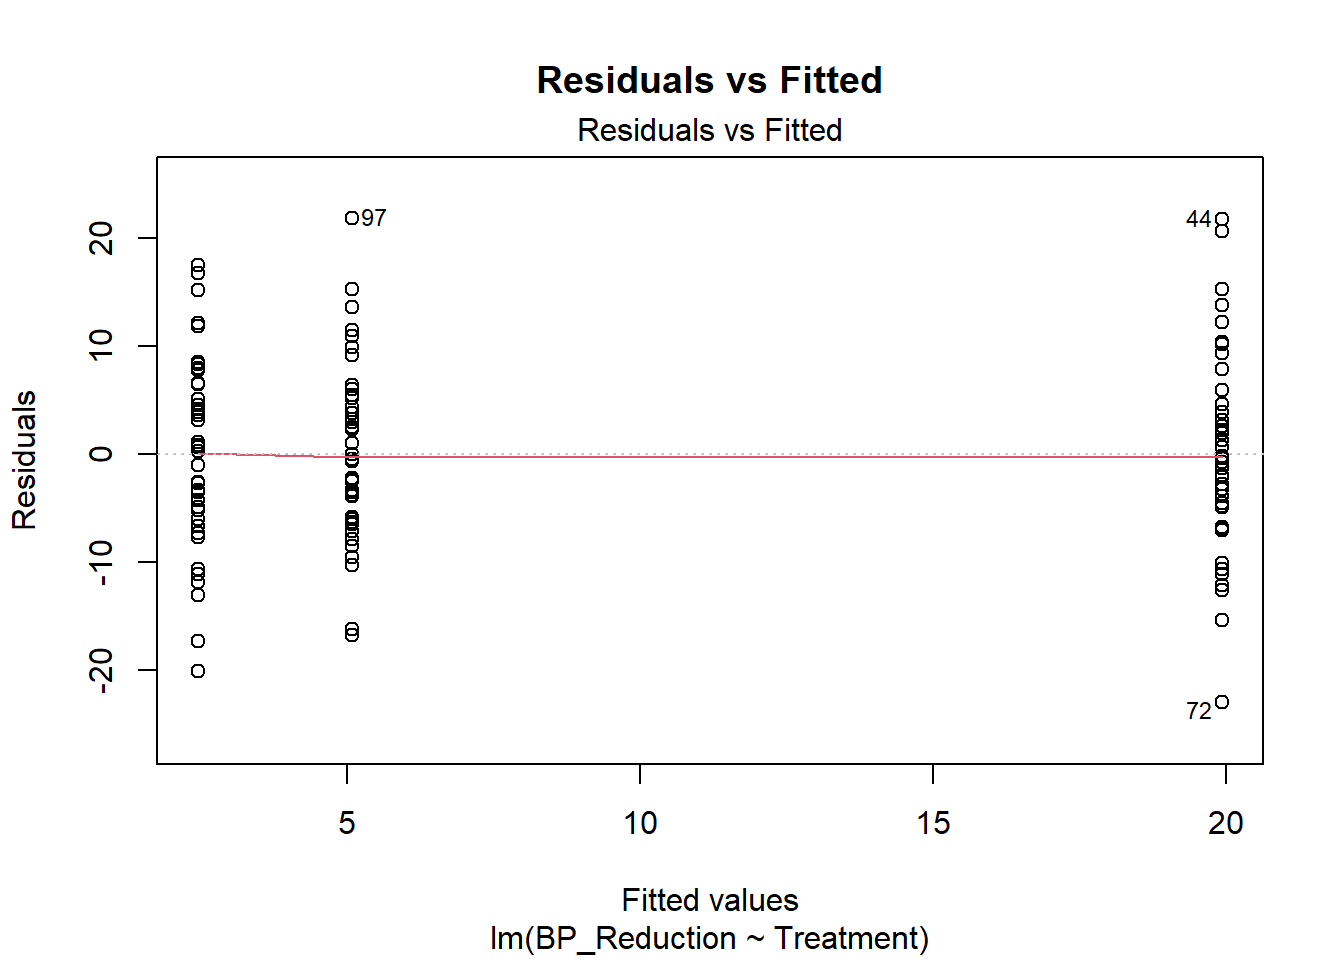 Residuals vs Fitted
Residuals vs Fitted
Residuals
20
10
0
-10
-20
97
44
72
5
10
15
20
Fitted values
lm(BP_Reduction ~ Treatment)